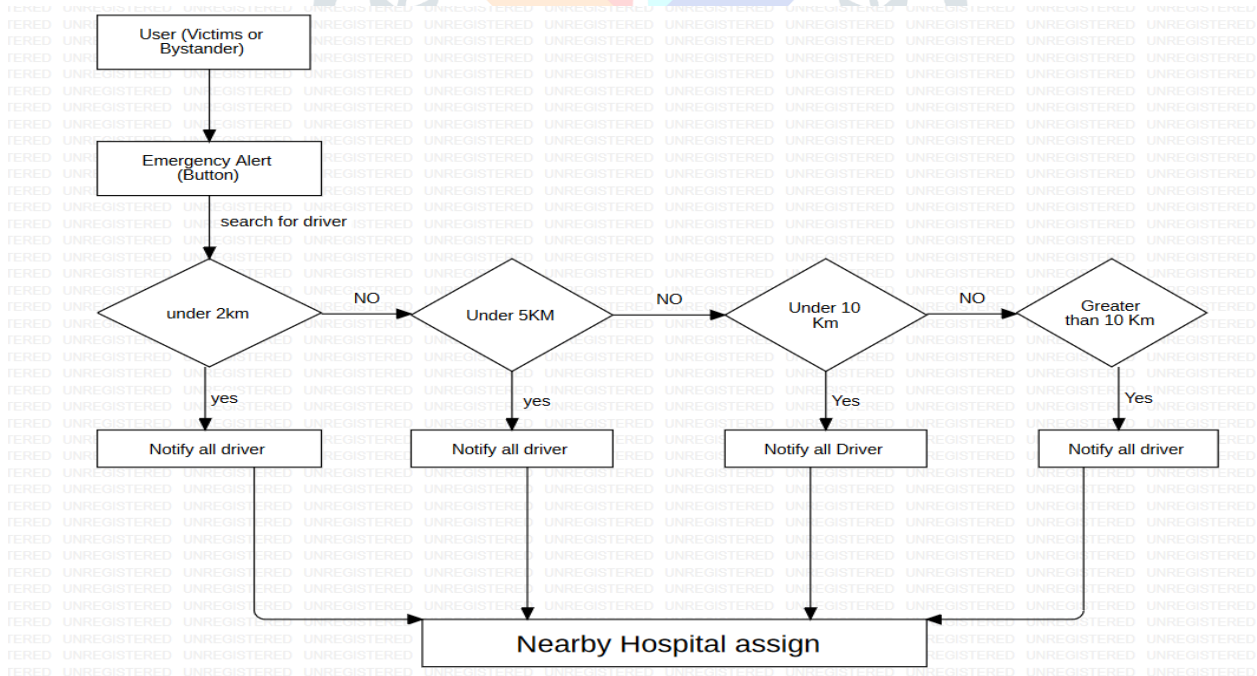 User (Victims or
Bystander)
Emergency Alert
(Button)
search for driver
under 2km
NO
Under 5KM
NO
Under 10
Km
NO
Greater
than 10 Km
yes
yes
Yes
Yes
Notify all driver
Notify all driver
Notify all Driver
Notify all driver
Nearby Hospital assign